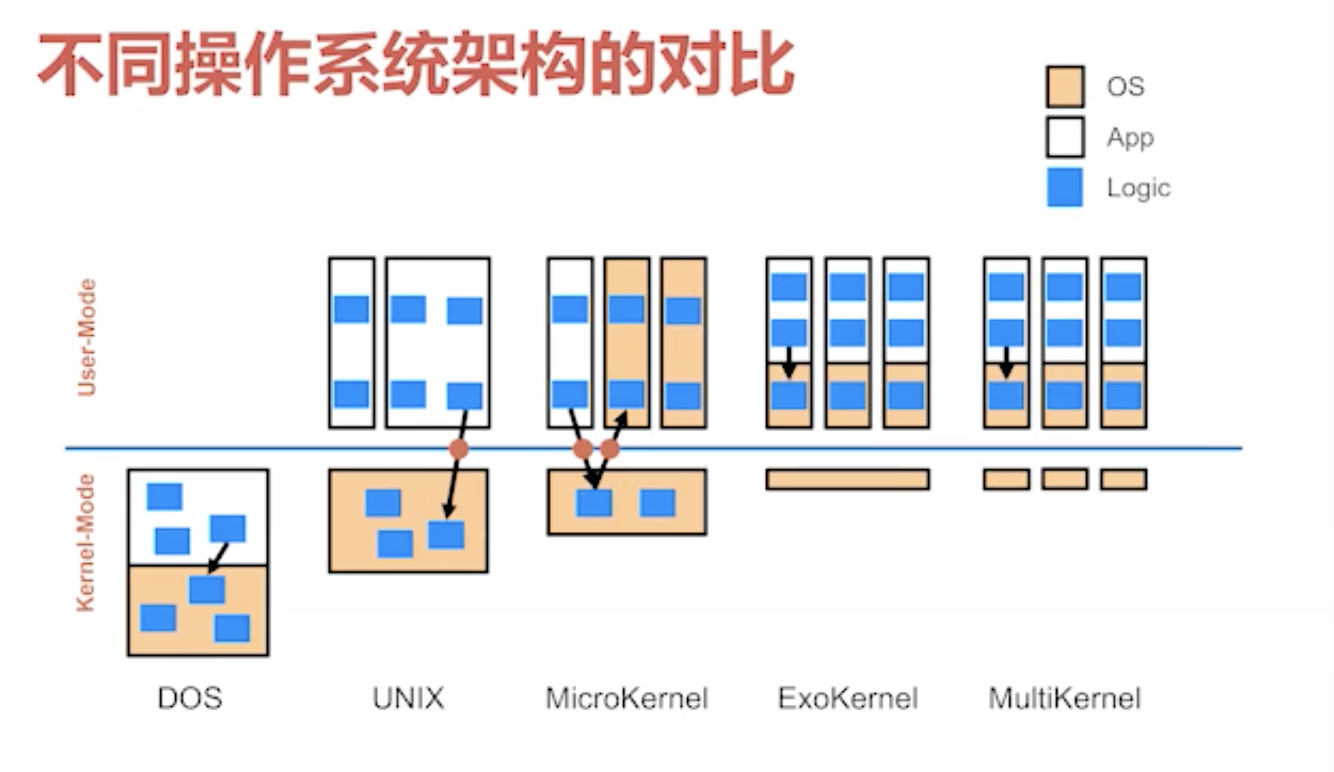 不同操作系统架构的对比
OS
App
Logic
User-Mode
Kernel-Mode
DOS
UNIX
MicroKernel
ExoKernel
MultiKernel